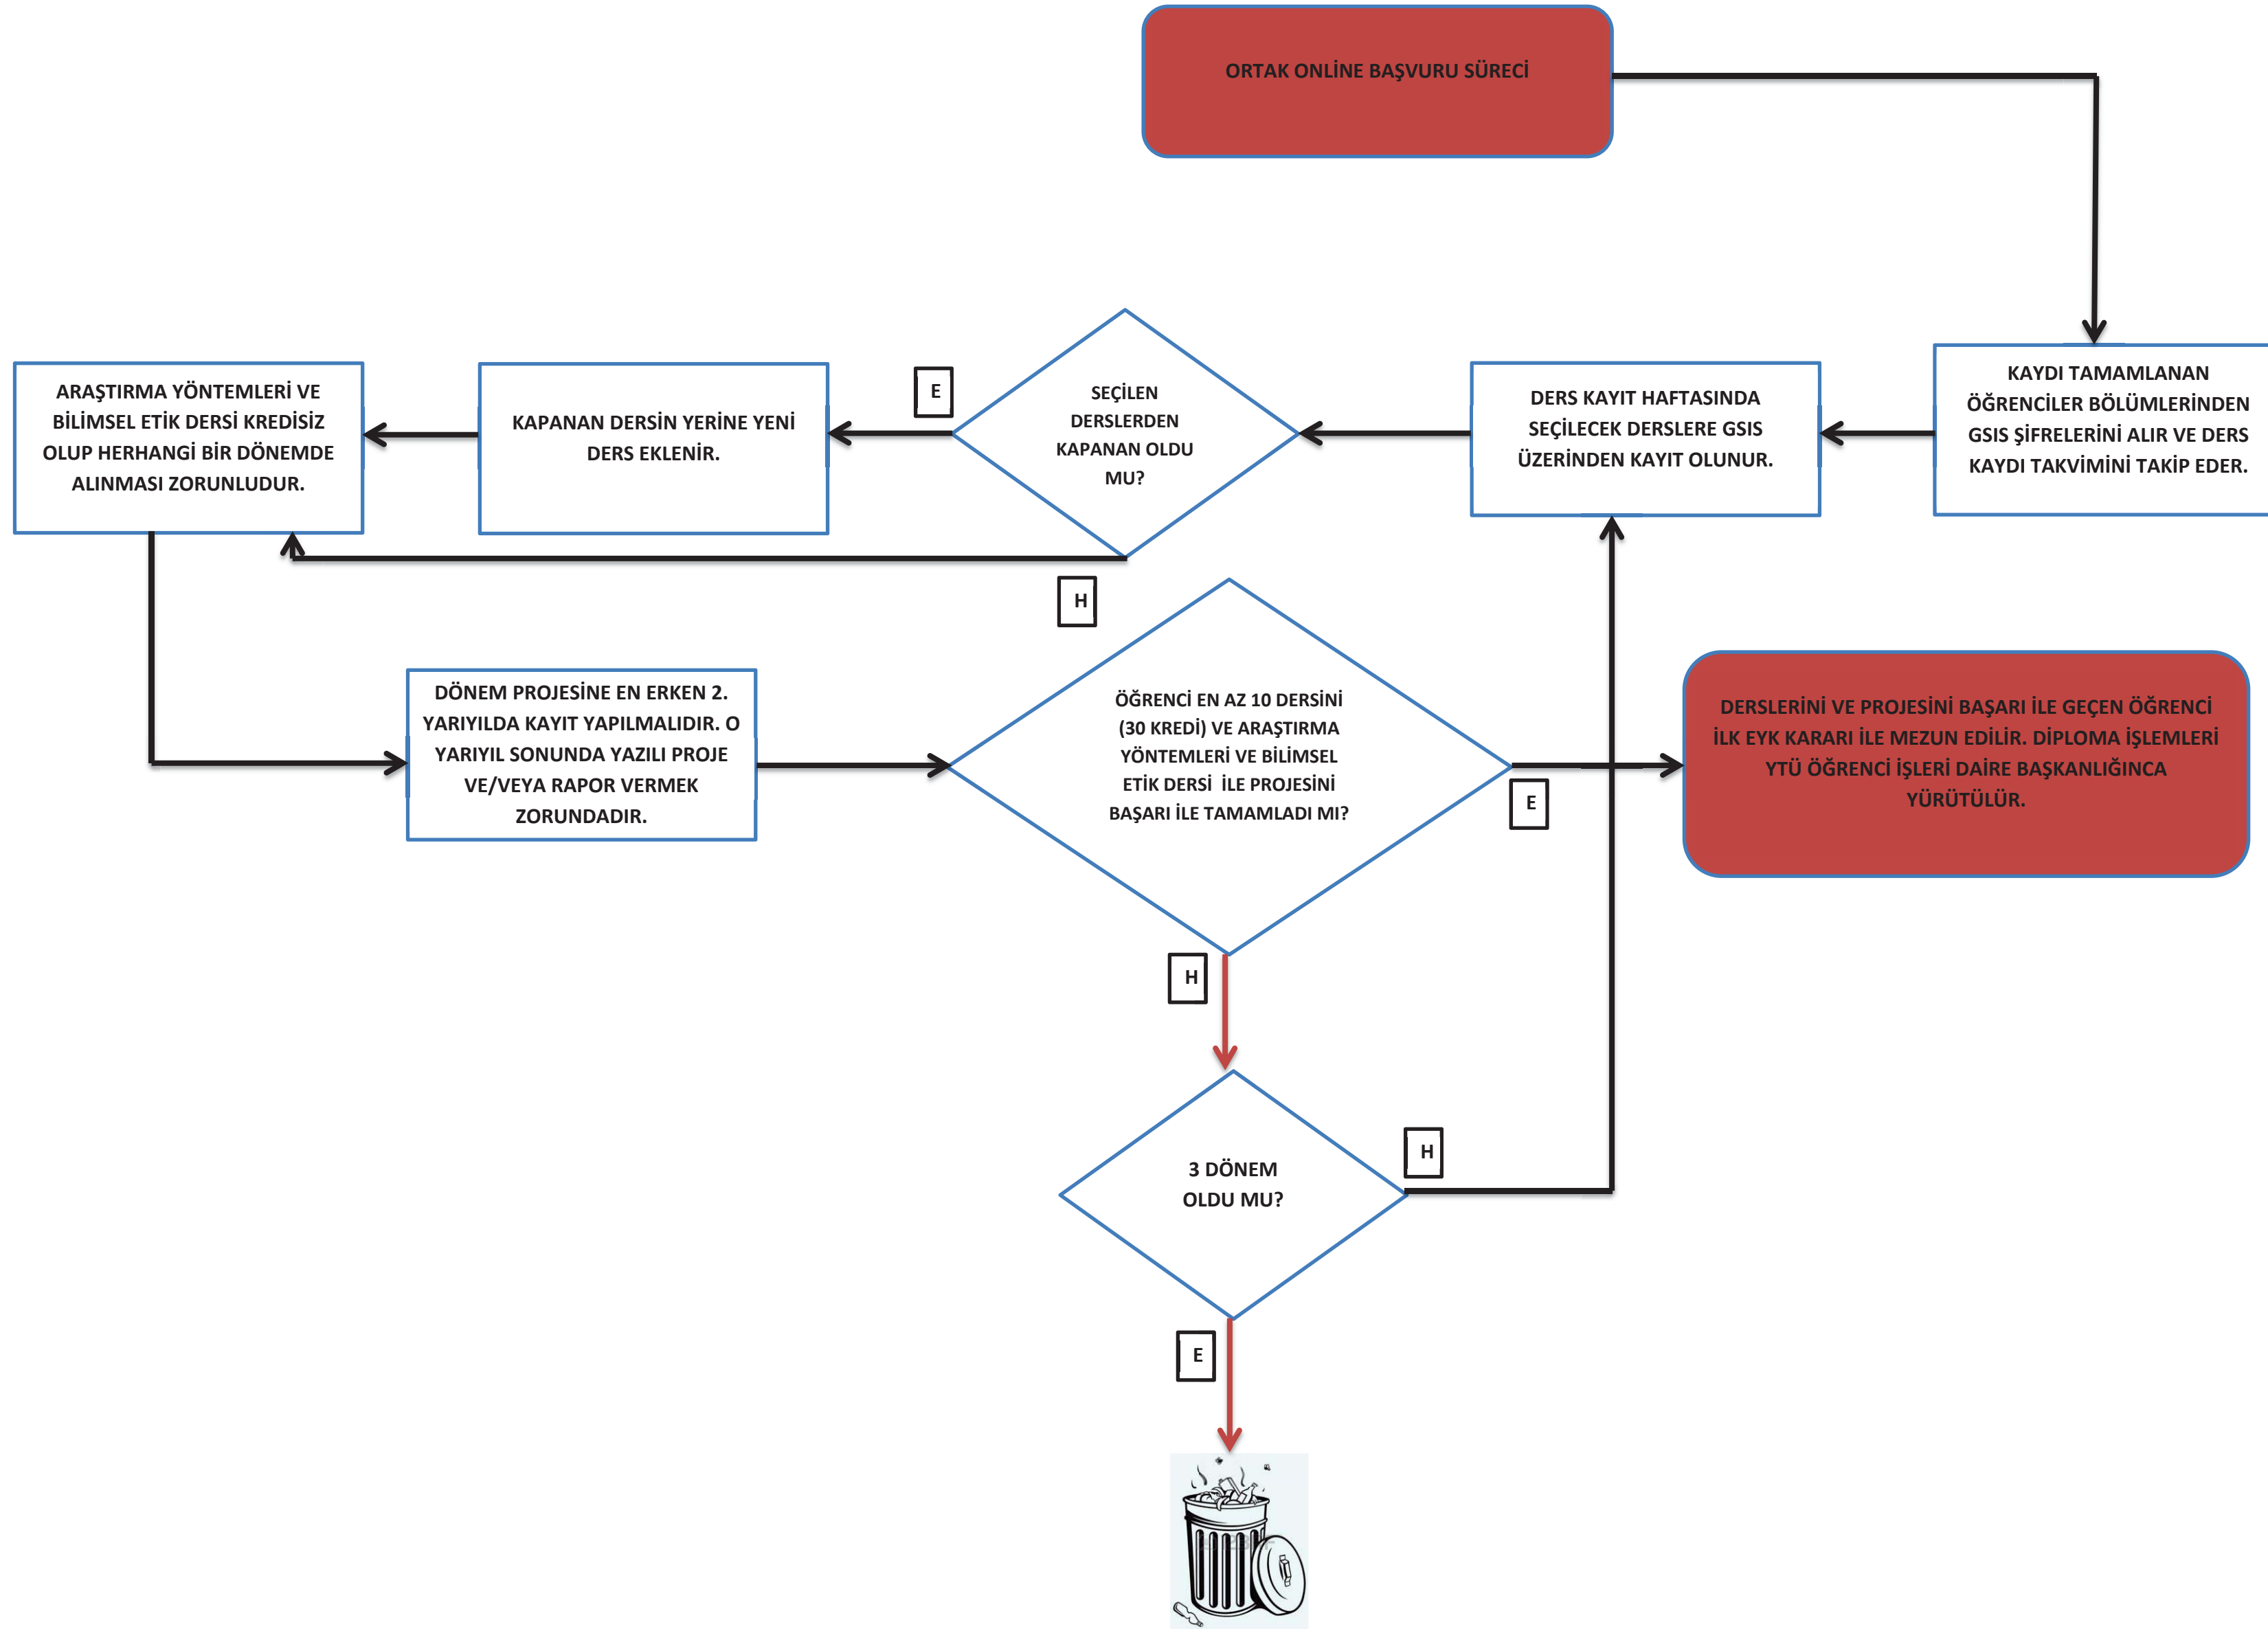 ORTAK ONLİNE BAŞVURU SÜRECİ
KAYDI TAMAMLANAN
ÖĞRENCİLER BÖLÜMLERİNDEN
GSIS ŞİFRELERİNİ ALIR VE DERS
KAYDI TAKVİMİNİ TAKİP EDER.
DERS KAYIT HAFTASINDA
SEÇİLECEK DERSLERE GSIS
ÜZERİNDEN KAYIT OLUNUR.
SEÇİLEN
DERSLERDEN
KAPANAN OLDU
MU?
E
KAPANAN DERSİN YERİNE YENİ
DERS EKLENİR.
ARAŞTIRMA YÖNTEMLERİ VE
BİLİMSEL ETİK DERSİ KREDİSİZ
OLUP HERHANGİ BİR DÖNEMDE
ALINMASI ZORUNLUDUR.
H
DÖNEM PROJESİNE EN ERKEN 2.
YARIYILDA KAYIT YAPILMALIDIR. O
YARIYIL SONUNDA YAZILI PROJE
VE/VEYA RAPOR VERMEK
ZORUNDADIR.
ÖĞRENCİ EN AZ 10 DERSİNİ
(30 KREDİ) VE ARAŞTIRMA
YÖNTEMLERİ VE BİLİMSEL
ETİK DERSİ  İLE PROJESİNİ
BAŞARI İLE TAMAMLADI MI?
E
DERSLERİNİ VE PROJESİNİ BAŞARI İLE GEÇEN ÖĞRENCİ
İLK EYK KARARI İLE MEZUN EDİLİR. DİPLOMA İŞLEMLERİ
YTÜ ÖĞRENCİ İŞLERİ DAİRE BAŞKANLIĞINCA
YÜRÜTÜLÜR.
H
3 DÖNEM
OLDU MU?
H
E